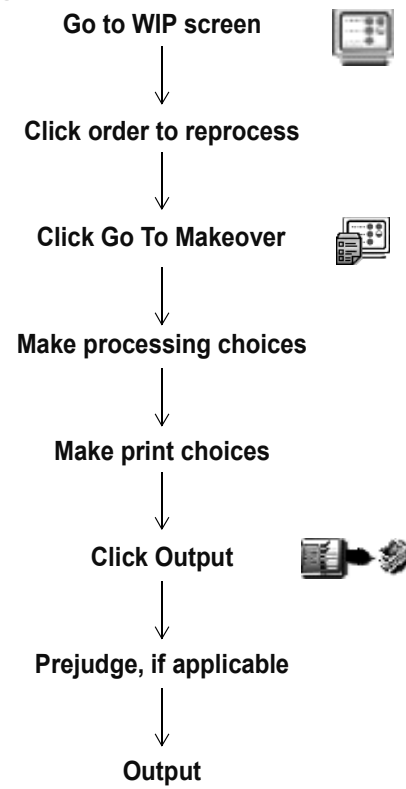 Go to WIP screen
Click order to reprocess
Click Go To Makeover
Make processing choices
Make print choices
Click Output
Prejudge, if applicable
Output